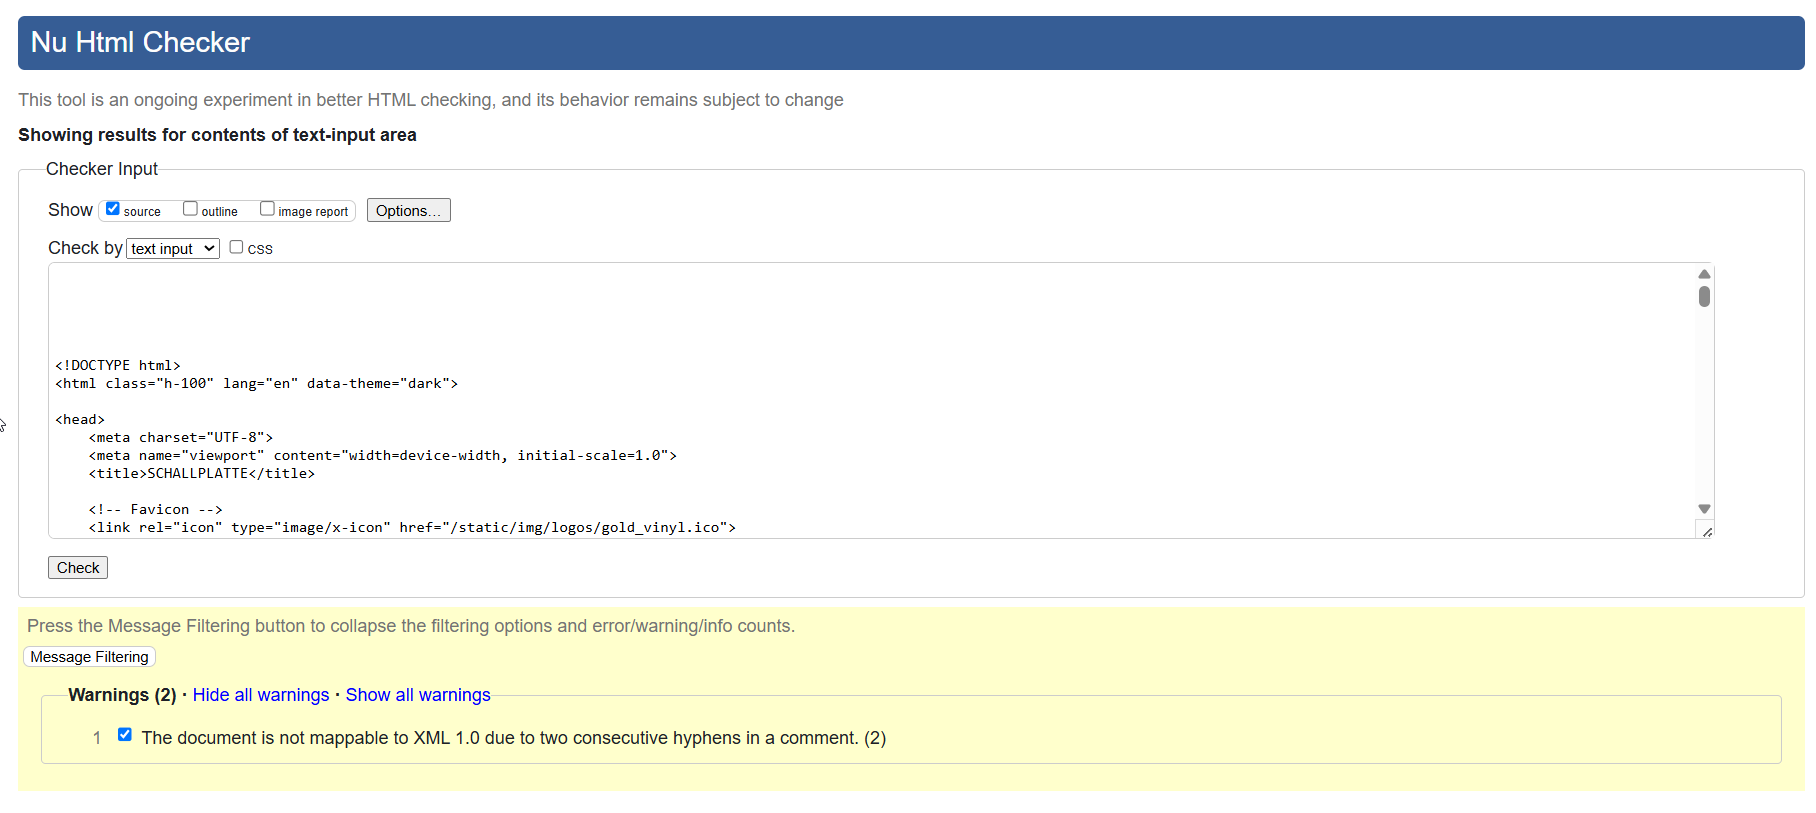 Nu Html Checker
This tool is an ongoing experiment in better HTML checking, and its behavior remains subject to change
Showing results for contents of text-input area
Checker Input
Show source outline image report Options...
Check by text input css
<!DOCTYPE html>
<html class="h-100" lang="en" data-theme="dark">
<head>
<meta charset="UTF-8">
<meta name="viewport" content="width=device-width, initial-scale=1.0">
<title>SCHALLPLATTE</title>
<!-- Favicon -->
<link rel="icon" type="image/x-icon" href="/static/img/logos/gold_vinyl.ico">
Check
Press the Message Filtering button to collapse the filtering options and error/warning/info counts.
Message Filtering
Warnings (2) · Hide all warnings · Show all warnings
1 The document is not mappable to XML 1.0 due to two consecutive hyphens in a comment. (2)